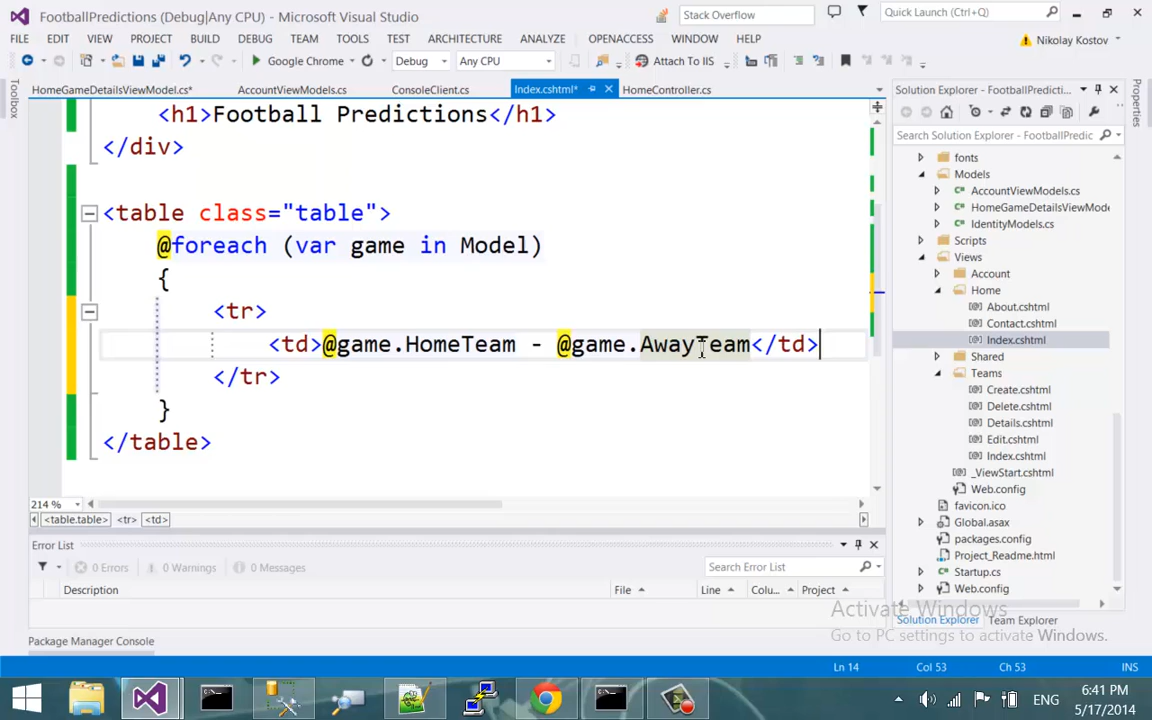 FootballPredictions (Debug|Any CPU) - Microsoft Visual Studio
Stack Overflow
Quick Launch (Ctrl+Q)
FILE EDIT VIEW PROJECT BUILD DEBUG TEAM TOOLS TEST ARCHITECTURE ANALYZE OPENACCESS WINDOW HELP
Nikolay Kostov
Google Chrome Debug Any CPU Attach to IIS
Toolbox
HomeGameDetailsViewModel.cs* AccountViewModels.cs ConsoleClient.cs Index.cshtml* HomeController.cs
<h1>Football Predictions</h1>
</div>
<table class="table">
@foreach (var game in Model)
{
<tr>
<td>@game.HomeTeam - @game.AwayTeam</td>
</tr>
}
</table>
214 %
<table.table> <tr> <td>
Error List
0 Errors 0 Warnings 0 Messages
Search Error List
Description File Line Colu... Project
Package Manager Console
Solution Explorer - FootballPredicti...
Search Solution Explorer (FootballPredic
fonts
Models
AccountViewModels.cs
HomeGameDetailsViewMode
IdentityModels.cs
Scripts
Views
Account
Home
About.cshtml
Contact.cshtml
Index.cshtml
Shared
Teams
Create.cshtml
Delete.cshtml
Details.cshtml
Edit.cshtml
Index.cshtml
_ViewStart.cshtml
Web.config
favicon.ico
Global.asax
packages.config
Project_Readme.html
Startup.cs
Web.config
Solution Explorer Team Explorer
Properties
Activate Windows
Go to PC settings to activate Windows.
Ln 14 Col 53 Ch 53 INS
ENG
6:41 PM
5/17/2014